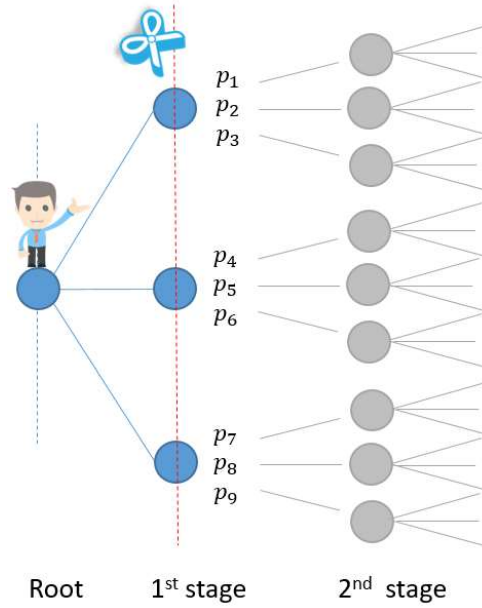 p₁
p₂
p₃
p₄
p₅
p₆
p₇
p₈
p₉
Root 1ˢᵗ stage 2ⁿᵈ stage